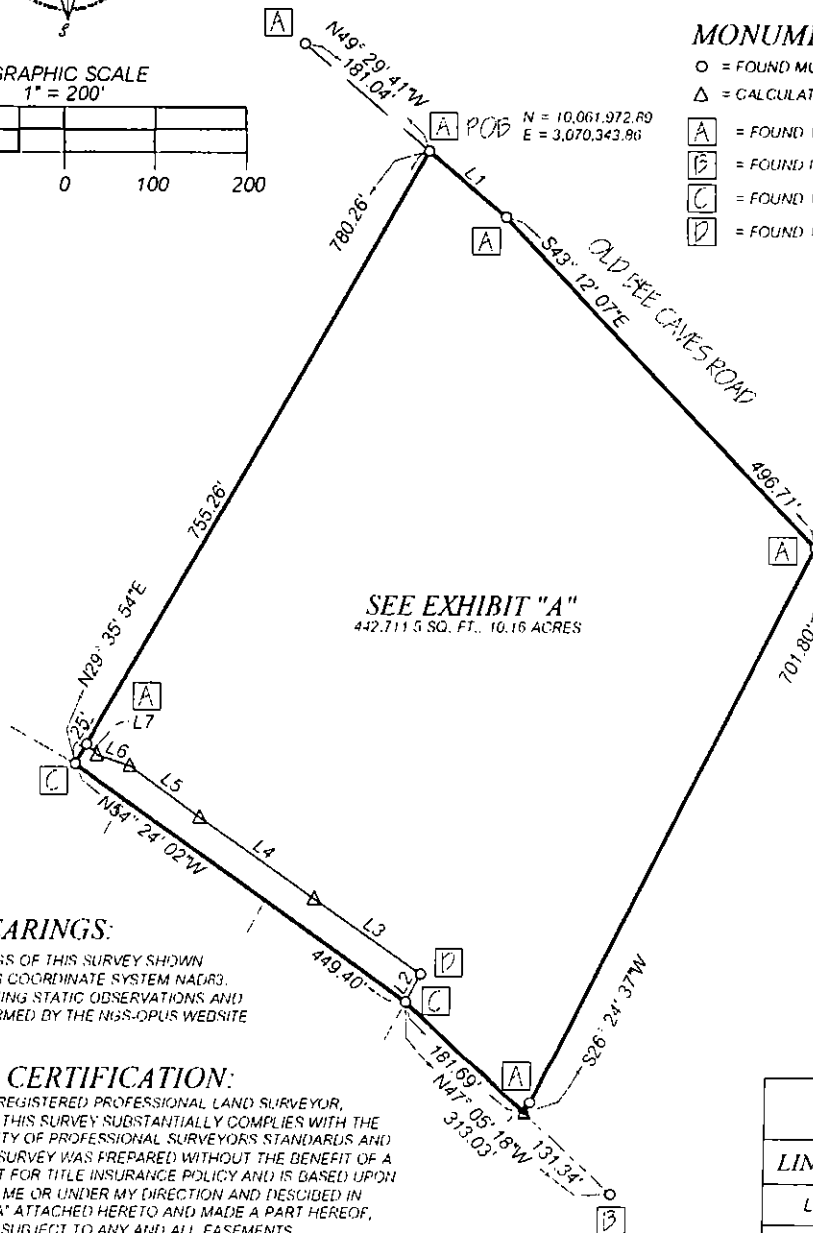 S
GRAPHIC SCALE
1" = 200'
0 100 200
A
N49° 29' 41"W
181.04'
A POB N = 10,061,972.89
E = 3,070,343.86
MONUM
○ = FOUND
△ = CALCULAT
A = FOUND
B = FOUND
C = FOUND
D = FOUND
780.26'
L1
A
S43° 12' 07"E
OLD BEE CAVES ROAD
496.71'
A
755.26'
SEE EXHIBIT "A"
442,711.5 SQ. FT., 10.16 ACRES
701.80'
N29° 35' 54"E
A
L7
25'
L6
C
L5
N54° 24' 02"W
L4
L3
D
449.40'
L2
C
S26° 24' 37"W
A
181.69'
N47° 05' 18"W
313.03'
131.34'
B
EARINGS:
GS OF THIS SURVEY SHOWN
COORDINATE SYSTEM NAD83.
ING STATIC OBSERVATIONS AND
RMED BY THE NGS-OPUS WEBSITE
CERTIFICATION:
REGISTERED PROFESSIONAL LAND SURVEYOR,
THIS SURVEY SUBSTANTIALLY COMPLIES WITH THE
TY OF PROFESSIONAL SURVEYORS STANDARDS AND
SURVEY WAS PREPARED WITHOUT THE BENEFIT OF A
T FOR TITLE INSURANCE POLICY AND IS BASED UPON
ME OR UNDER MY DIRECTION AND DESCIBED IN
A" ATTACHED HERETO AND MADE A PART HEREOF,
SUBJECT TO ANY AND ALL EASEMENTS
LIN
L